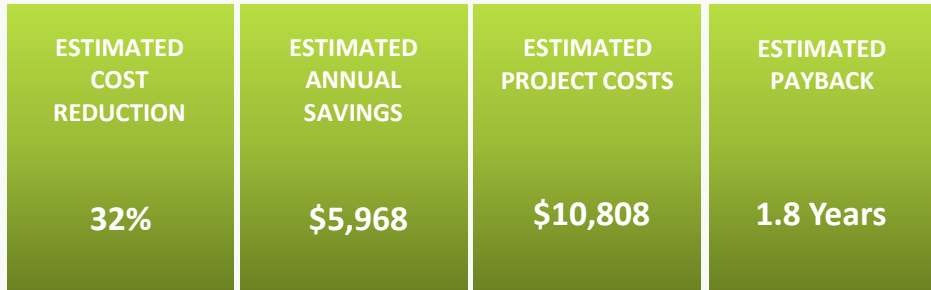 ESTIMATED
COST
REDUCTION
32%
ESTIMATED
ANNUAL
SAVINGS
$5,968
ESTIMATED
PROJECT COSTS
$10,808
ESTIMATED
PAYBACK
1.8 Years